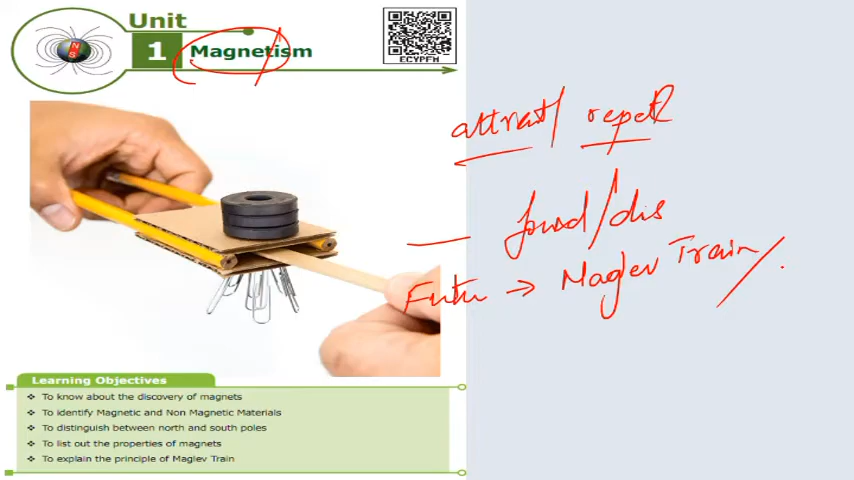 Unit
1 Magnetism
ECYPFM
N
S
attract/ repel
found/dis
Futu → Maglev Train
Learning Objectives
❖ To know about the discovery of magnets
❖ To identify Magnetic and Non Magnetic Materials
❖ To distinguish between north and south poles
❖ To list out the properties of magnets
❖ To explain the principle of Maglev Train